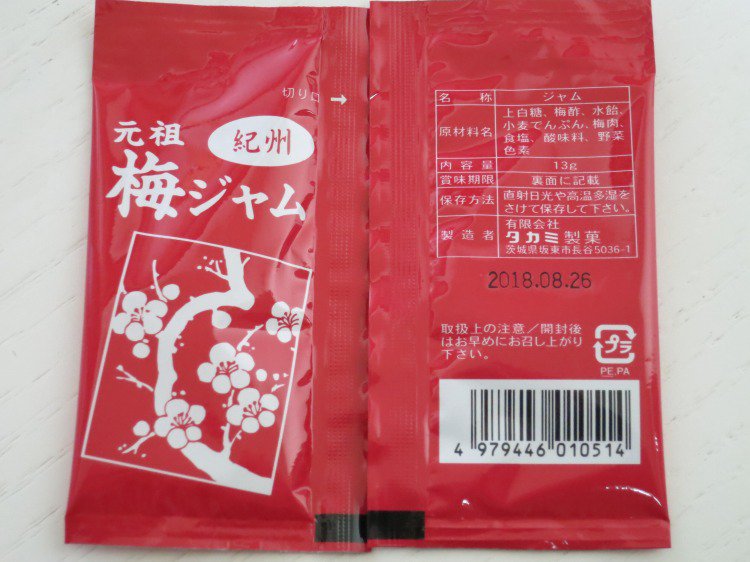 切り口 →
元祖
紀州
梅ジャム
名称 ジャム
原材料名 上白糖、梅酢、水飴、
小麦でんぷん、梅肉、
食塩、酸味料、野菜
色素
内容量 13g
賞味期限 裏面に記載
保存方法 直射日光や高温多湿を
さけて保存して下さい。
製造者 有限会社
タカミ製菓
茨城県坂東市長谷5036-1
2018.08.26
取扱上の注意/開封後
はお早めにお召し上がり
下さい。
プラ
PE,PA
4 979446 010514